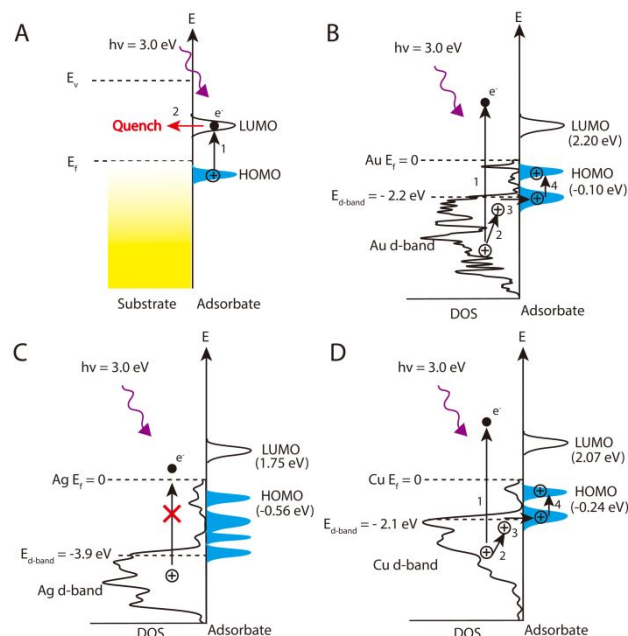 A
E
hν = 3.0 eV
E_v
e⁻
2
Quench
LUMO
1
E_f
HOMO
Substrate
Adsorbate
B
E
hν = 3.0 eV
e⁻
LUMO
(2.20 eV)
Au E_f = 0
HOMO
(-0.10 eV)
1
4
E_d-band = - 2.2 eV
3
2
Au d-band
DOS
Adsorbate
C
E
hν = 3.0 eV
LUMO
(1.75 eV)
e⁻
Ag E_f = 0
HOMO
(-0.56 eV)
E_d-band = -3.9 eV
Ag d-band
DOS
Adsorbate
D
E
hν = 3.0 eV
e⁻
LUMO
(2.07 eV)
Cu E_f = 0
HOMO
(-0.24 eV)
1
4
E_d-band = - 2.1 eV
3
2
Cu d-band
DOS
Adsorbate